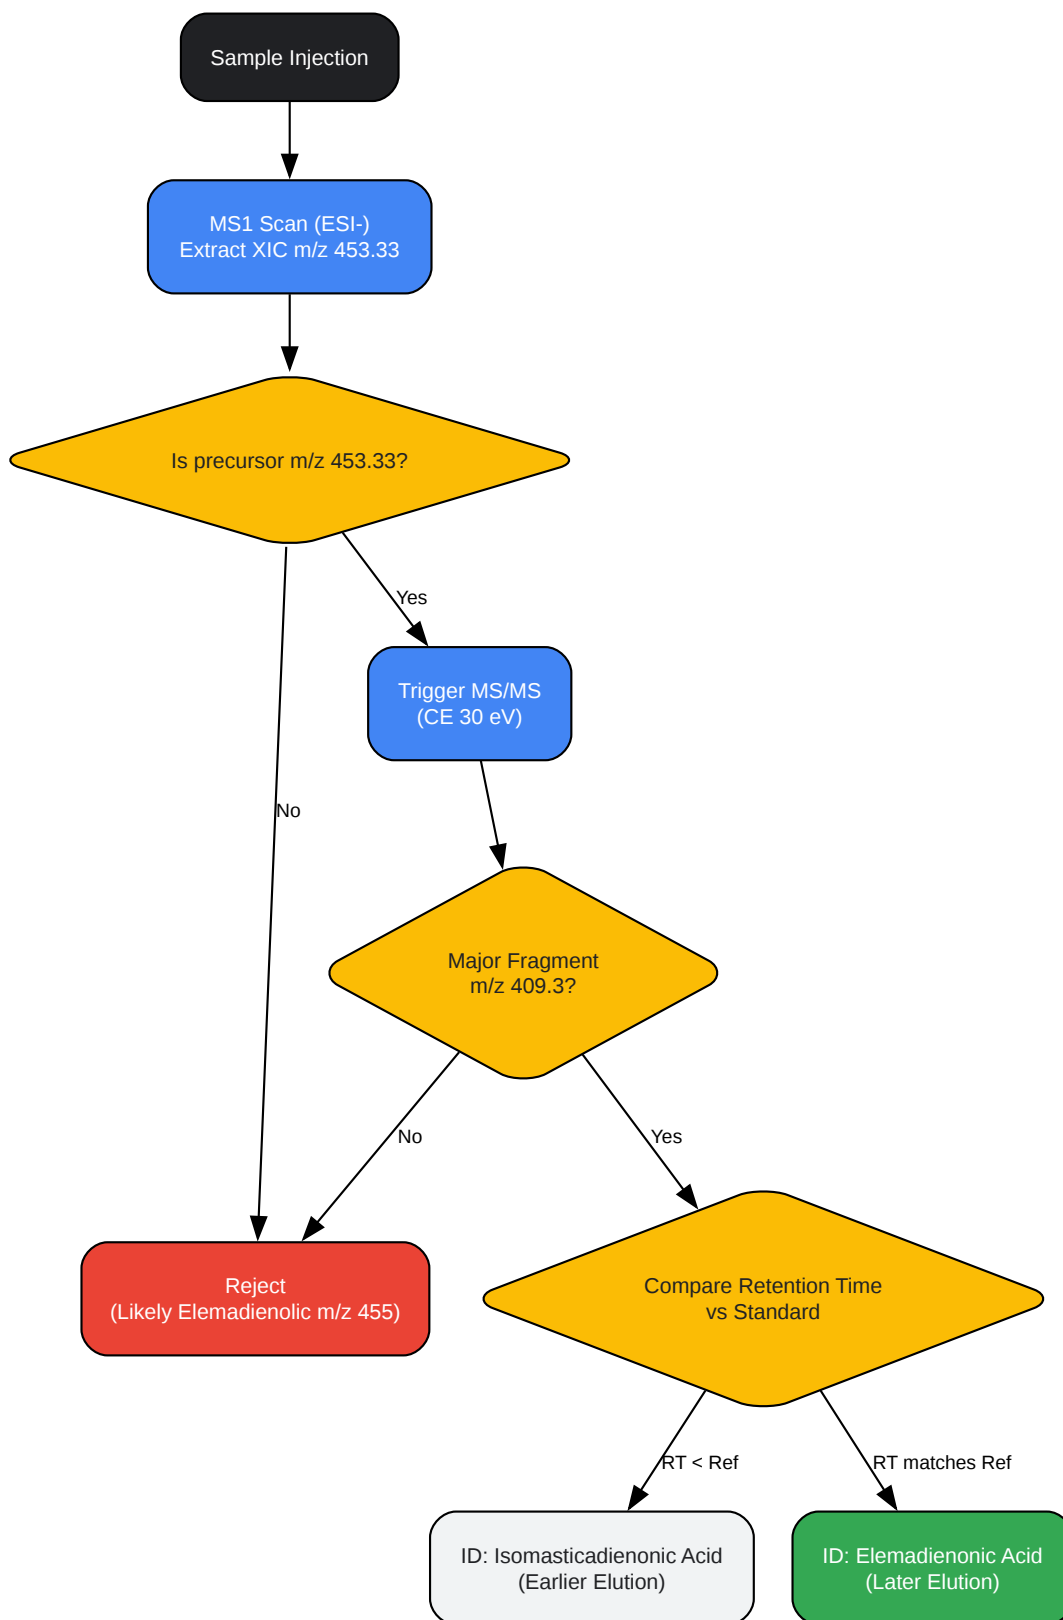 Sample Injection
MS1 Scan (ESI-)
Extract XIC m/z 453.33
Is precursor m/z 453.33?
Yes
Trigger MS/MS
(CE 30 eV)
No
Major Fragment
m/z 409.3?
No
Yes
Reject
(Likely Elemadienolic m/z 455)
Compare Retention Time
vs Standard
RT < Ref
RT matches Ref
ID: Isomasticadienonic Acid
(Earlier Elution)
ID: Elemadienonic Acid
(Later Elution)